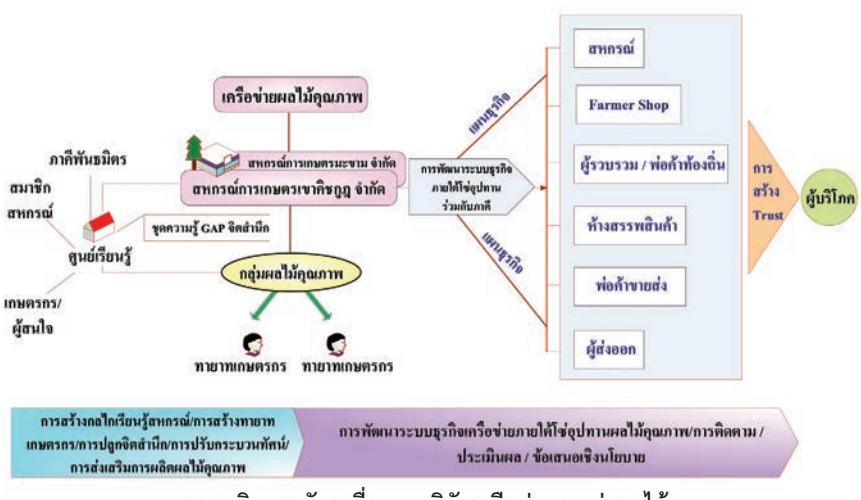 เครือข่ายผลไม้คุณภาพ
สหกรณ์การเกษตรมะขาม จำกัด
สหกรณ์การเกษตรเขาคิชฌกูฏ จำกัด
ภาคีพันธมิตร
สมาชิก
สหกรณ์
ชุดความรู้ GAP จิตสำนึก
ศูนย์เรียนรู้
เกษตรกร/
ผู้สนใจ
กลุ่มผลไม้คุณภาพ
ทายาทเกษตรกร
ทายาทเกษตรกร
การพัฒนาระบบธุรกิจ
ภายใต้โซ่อุปทาน
ร่วมกับภาคี
แผนธุรกิจ
แผนธุรกิจ
สหกรณ์
Farmer Shop
ผู้รวบรวม / พ่อค้าท้องถิ่น
ห้างสรรพสินค้า
พ่อค้าขายส่ง
ผู้ส่งออก
การ
สร้าง
Trust
ผู้บริโภค
การสร้างกลไกเรียนรู้สหกรณ์/การสร้างทายาท
เกษตรกร/การปลูกจิตสำนึก/การปรับกระบวนทัศน์/
การส่งเสริมการผลิตผลไม้คุณภาพ
การพัฒนาระบบธุรกิจเครือข่ายภายใต้โซ่อุปทานผลไม้คุณภาพ/การติดตาม /
ประเมินผล / ข้อเสนอเชิงนโยบาย